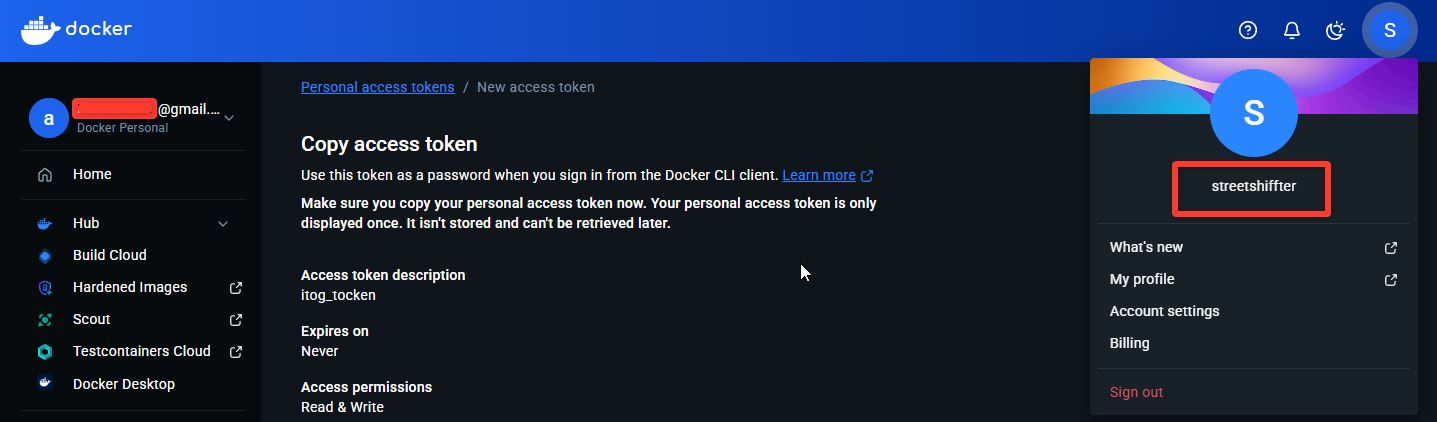 docker
S
a
@gmail....
Docker Personal
Home
Hub
Build Cloud
Hardened Images
Scout
Testcontainers Cloud
Docker Desktop
Personal access tokens / New access token
Copy access token
Use this token as a password when you sign in from the Docker CLI client. Learn more
Make sure you copy your personal access token now. Your personal access token is only
displayed once. It isn't stored and can't be retrieved later.
Access token description
itog_tocken
Expires on
Never
Access permissions
Read & Write
S
streetshiffter
What's new
My profile
Account settings
Billing
Sign out